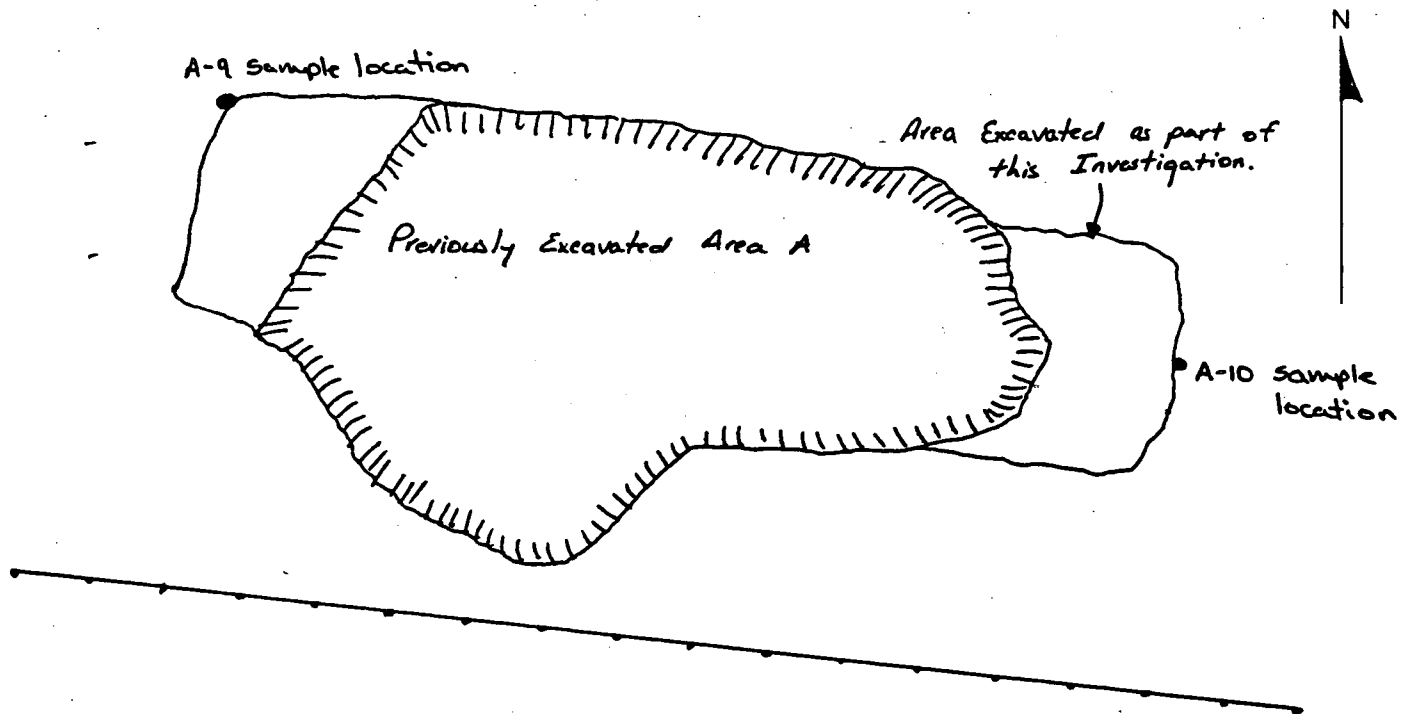 N
A-9 sample location
Area Excavated as part of
this Investigation.
Previously Excavated Area A
A-10 sample
location